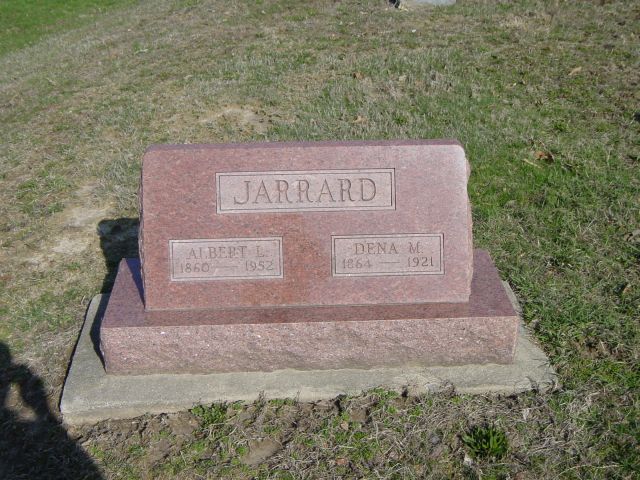 JARRARD
ALBERT L.
1860 — 1952
DENA M.
1864 — 1921